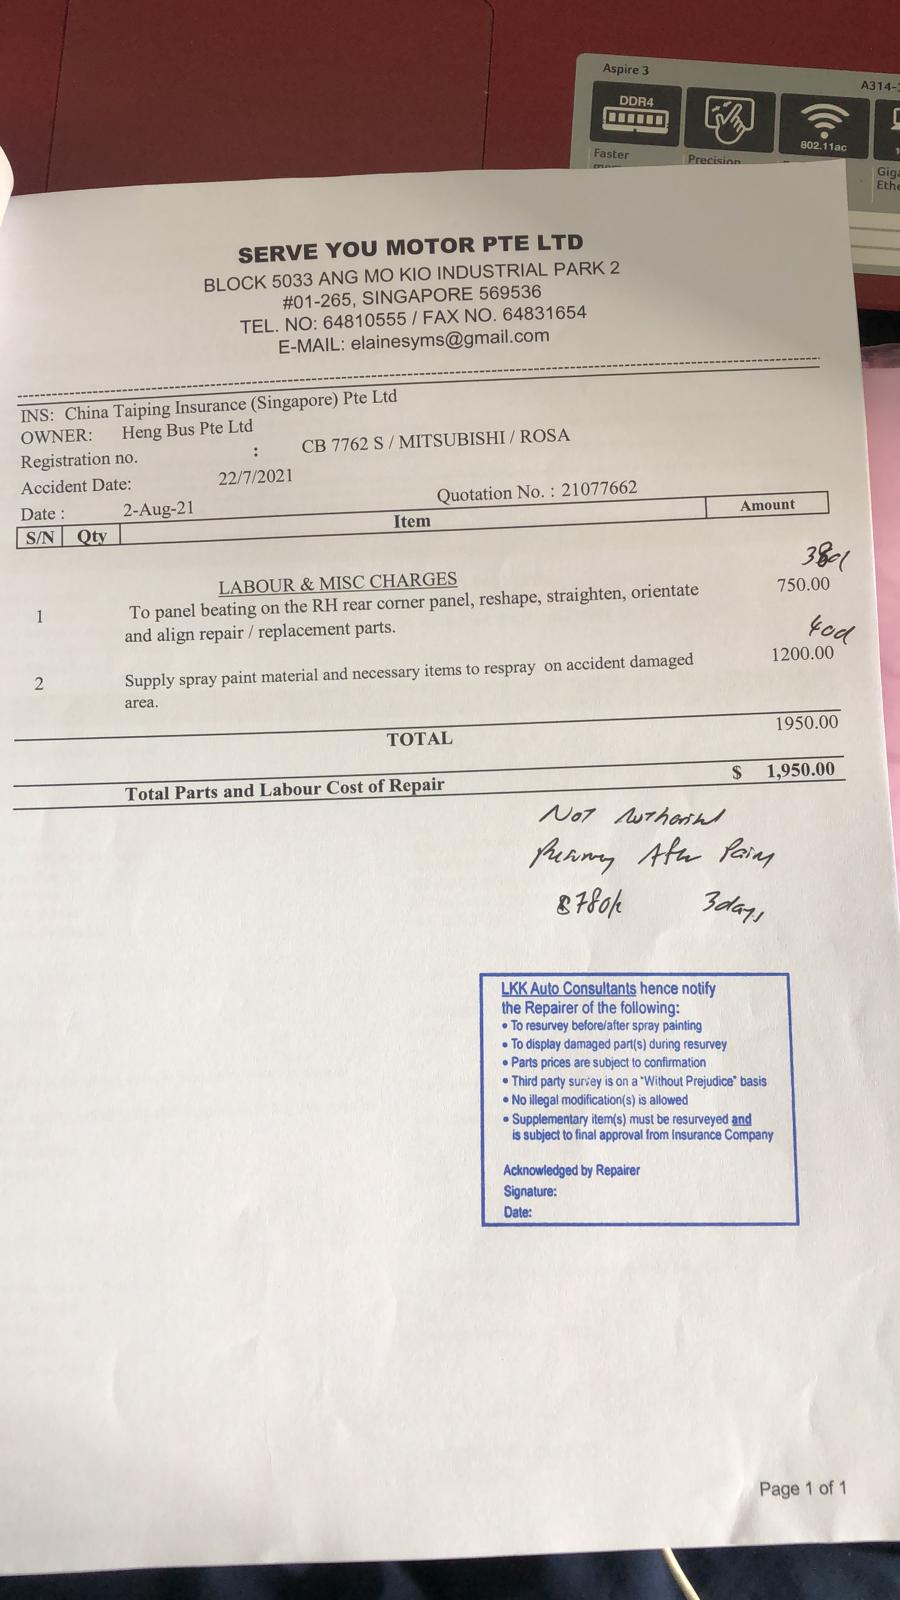 Aspire 3
A314-
DDR4
802.11ac
Faster
Precision
Giga
Ethe
SERVE YOU MOTOR PTE LTD
BLOCK 5033 ANG MO KIO INDUSTRIAL PARK 2
#01-265, SINGAPORE 569536
TEL. NO: 64810555 / FAX NO. 64831654
E-MAIL: elainesyms@gmail.com
INS: China Taiping Insurance (Singapore) Pte Ltd
OWNER: Heng Bus Pte Ltd
Registration no. : CB 7762 S / MITSUBISHI / ROSA
Accident Date: 22/7/2021
Date : 2-Aug-21 Quotation No. : 21077662
S/N Qty Item Amount
LABOUR & MISC CHARGES
1 To panel beating on the RH rear corner panel, reshape, straighten, orientate 750.00
and align repair / replacement parts.
2 Supply spray paint material and necessary items to respray on accident damaged 1200.00
area.
TOTAL 1950.00
Total Parts and Labour Cost of Repair $ 1,950.00
Not Authorised
After Paint
3days
LKK Auto Consultants hence notify
the Repairer of the following:
• To resurvey before/after spray painting
• To display damaged part(s) during resurvey
• Parts prices are subject to confirmation
• Third party survey is on a "Without Prejudice" basis
• No illegal modification(s) is allowed
• Supplementary item(s) must be resurveyed and
is subject to final approval from Insurance Company
Acknowledged by Repairer
Signature:
Date:
Page 1 of 1